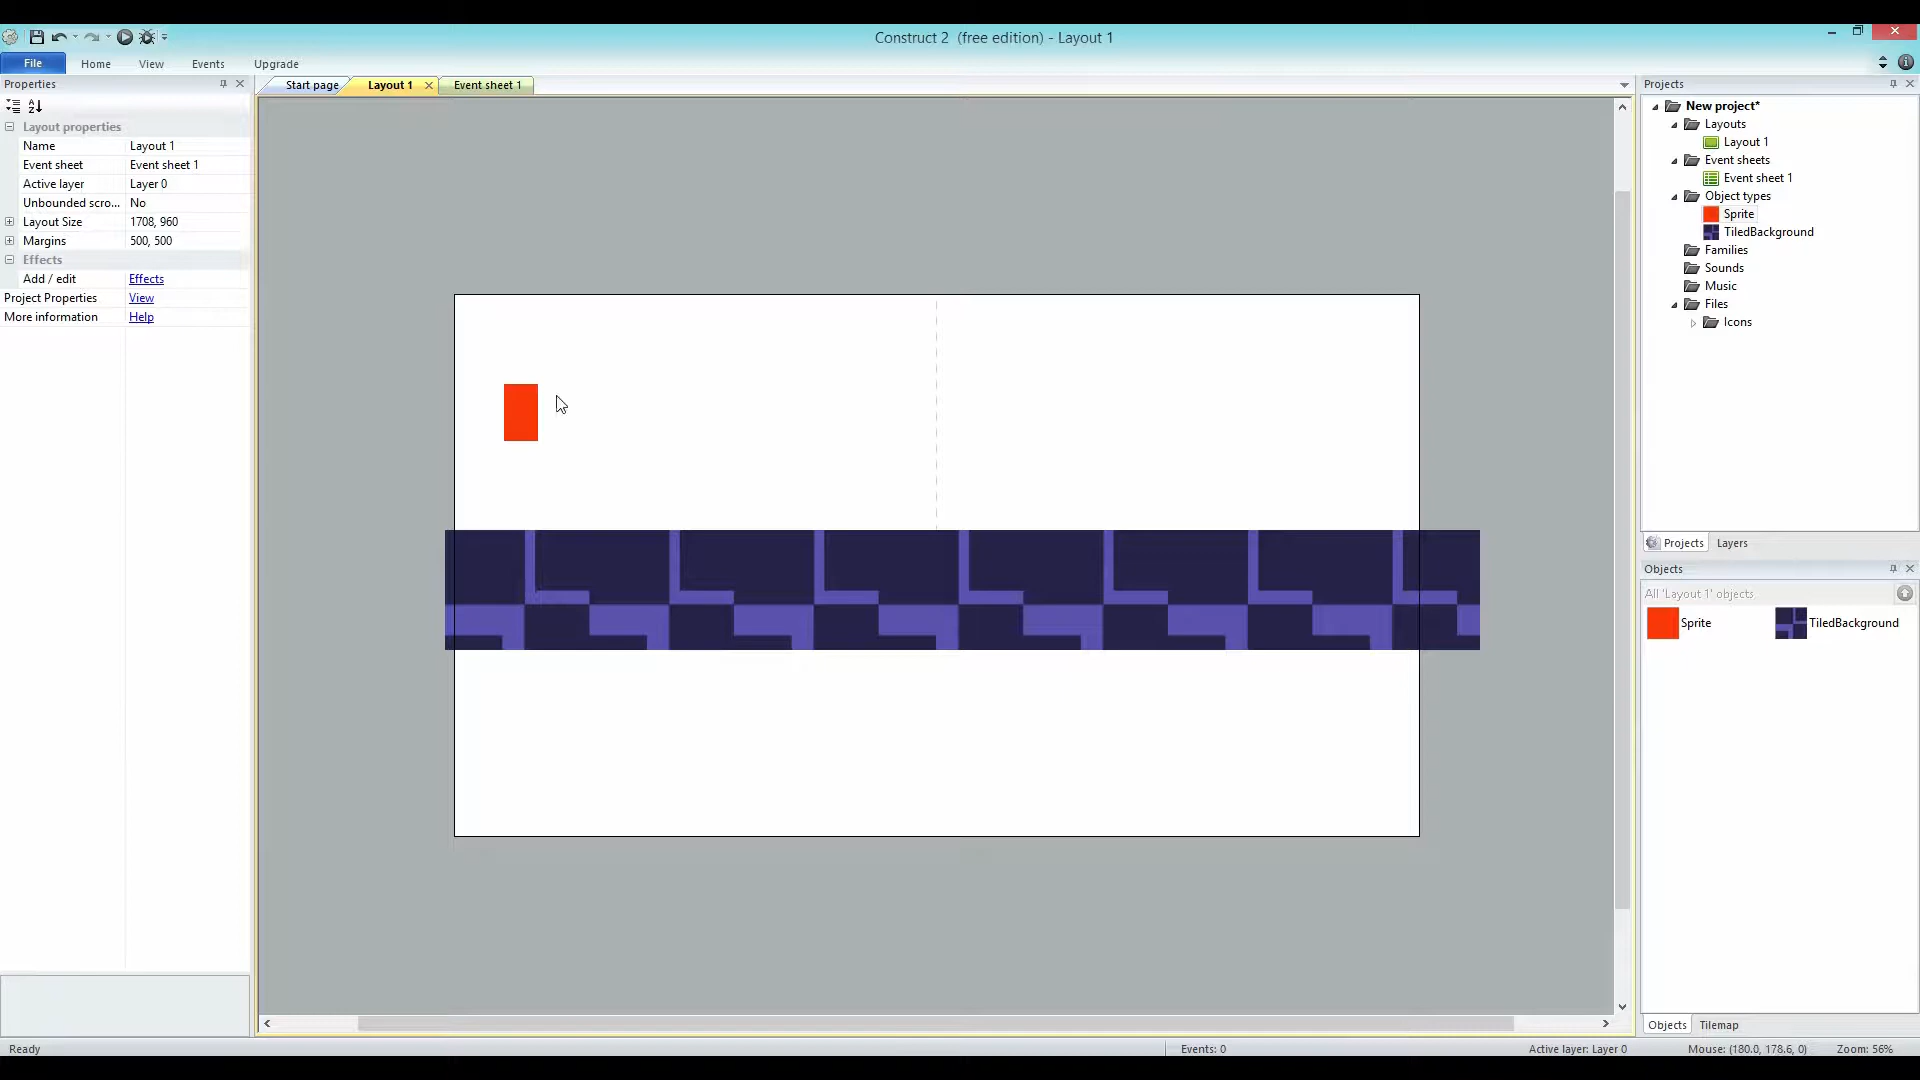 Construct 2  (free edition) - Layout 1
File
Home
View
Events
Upgrade
Properties
Start page
Layout 1
Event sheet 1
Projects
Layout properties
Name
Layout 1
Event sheet
Event sheet 1
Active layer
Layer 0
Unbounded scro...
No
Layout Size
1708, 960
Margins
500, 500
Effects
Add / edit
Effects
Project Properties
View
More information
Help
New project*
Layouts
Layout 1
Event sheets
Event sheet 1
Object types
Sprite
TiledBackground
Families
Sounds
Music
Files
Icons
Projects
Layers
Objects
All 'Layout 1' objects
Sprite
TiledBackground
Objects
Tilemap
Ready
Events: 0
Active layer: Layer 0
Mouse: (180.0, 178.6, 0)
Zoom: 56%